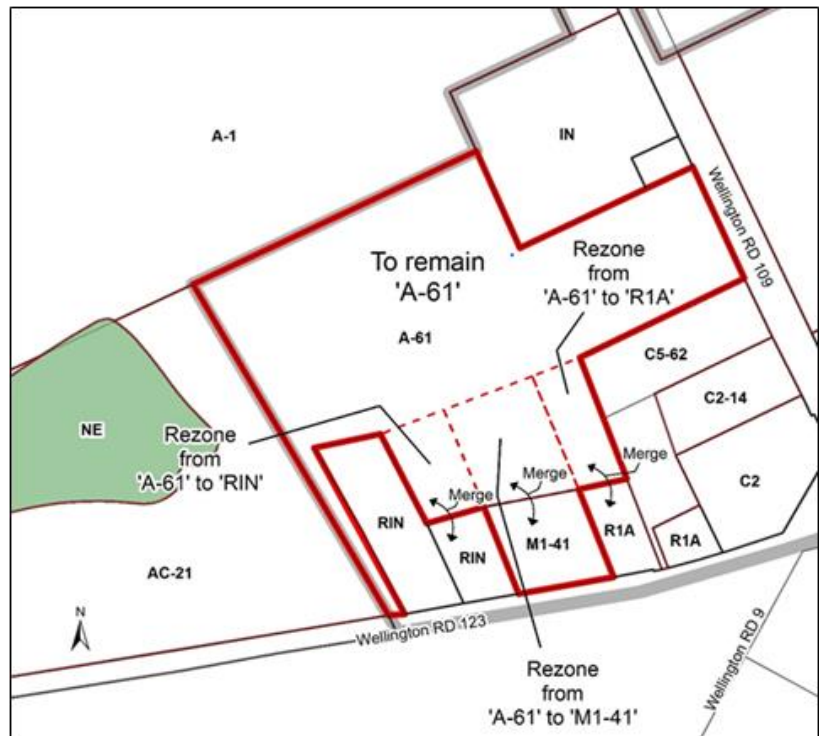 A-1
IN
Wellington RD 109
To remain
'A-61'
Rezone
from
'A-61' to 'R1A'
A-61
C5-62
C2-14
NE
Rezone
from
'A-61' to 'RIN'
Merge
Merge
Merge
C2
RIN
RIN
M1-41
R1A
R1A
AC-21
N
Wellington RD 123
Wellington RD 9
Rezone
from
'A-61' to 'M1-41'